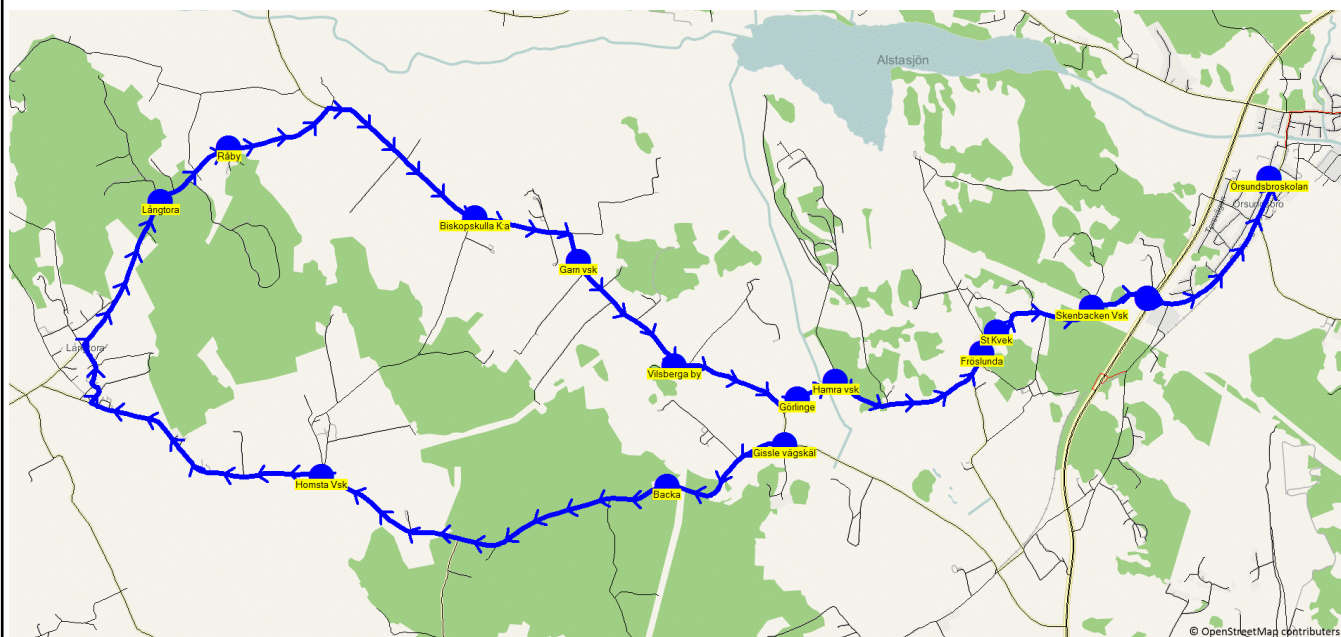 Alstasjön
Råby
Långtora
Örsundsbroskolan
Örsundsbro
Biskopskulla K:a
Garn vsk
Skenbacken Vsk
St Kvek
Långtora
Fröslunda
Vilsberga by
Hamra vsk
Görlinge
Gissle vägskäl
Homsta Vsk
Backa
© OpenStreetMap contributers